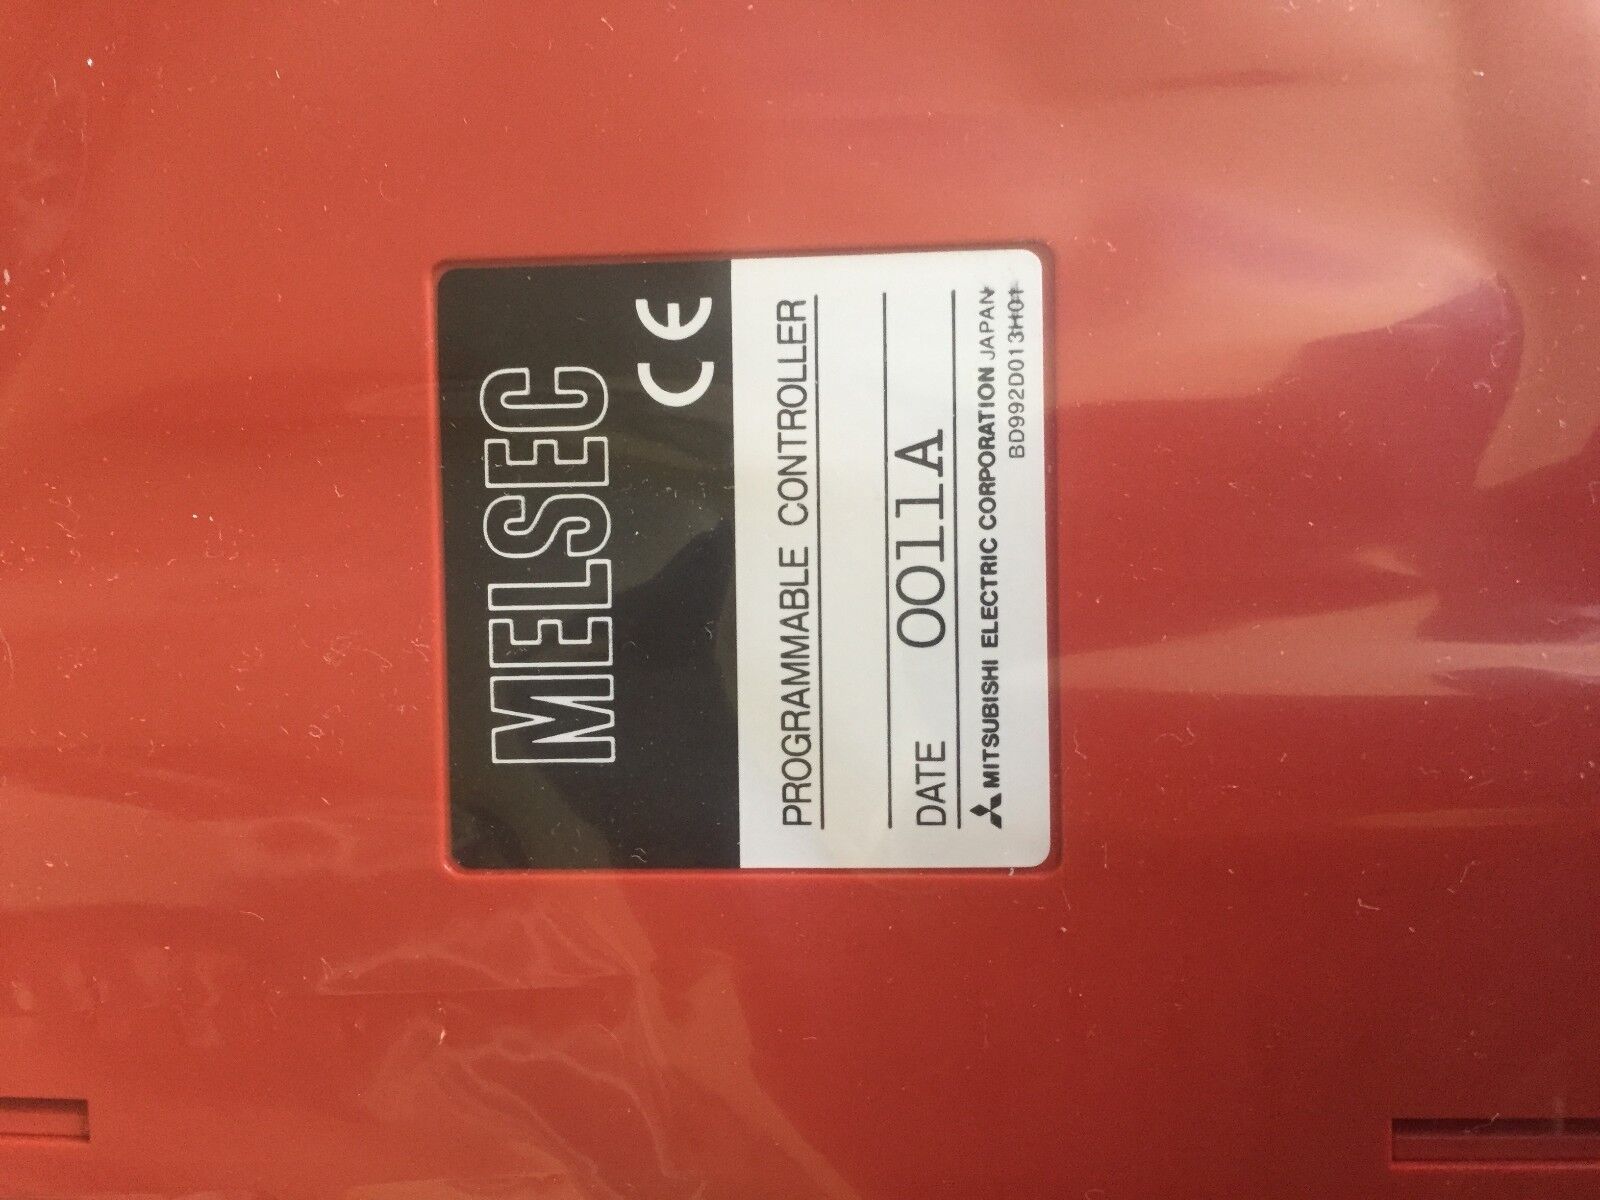 MELSEC
CE
PROGRAMMABLE CONTROLLER
DATE 0011A
MITSUBISHI ELECTRIC CORPORATION JAPAN
BD992D013H01